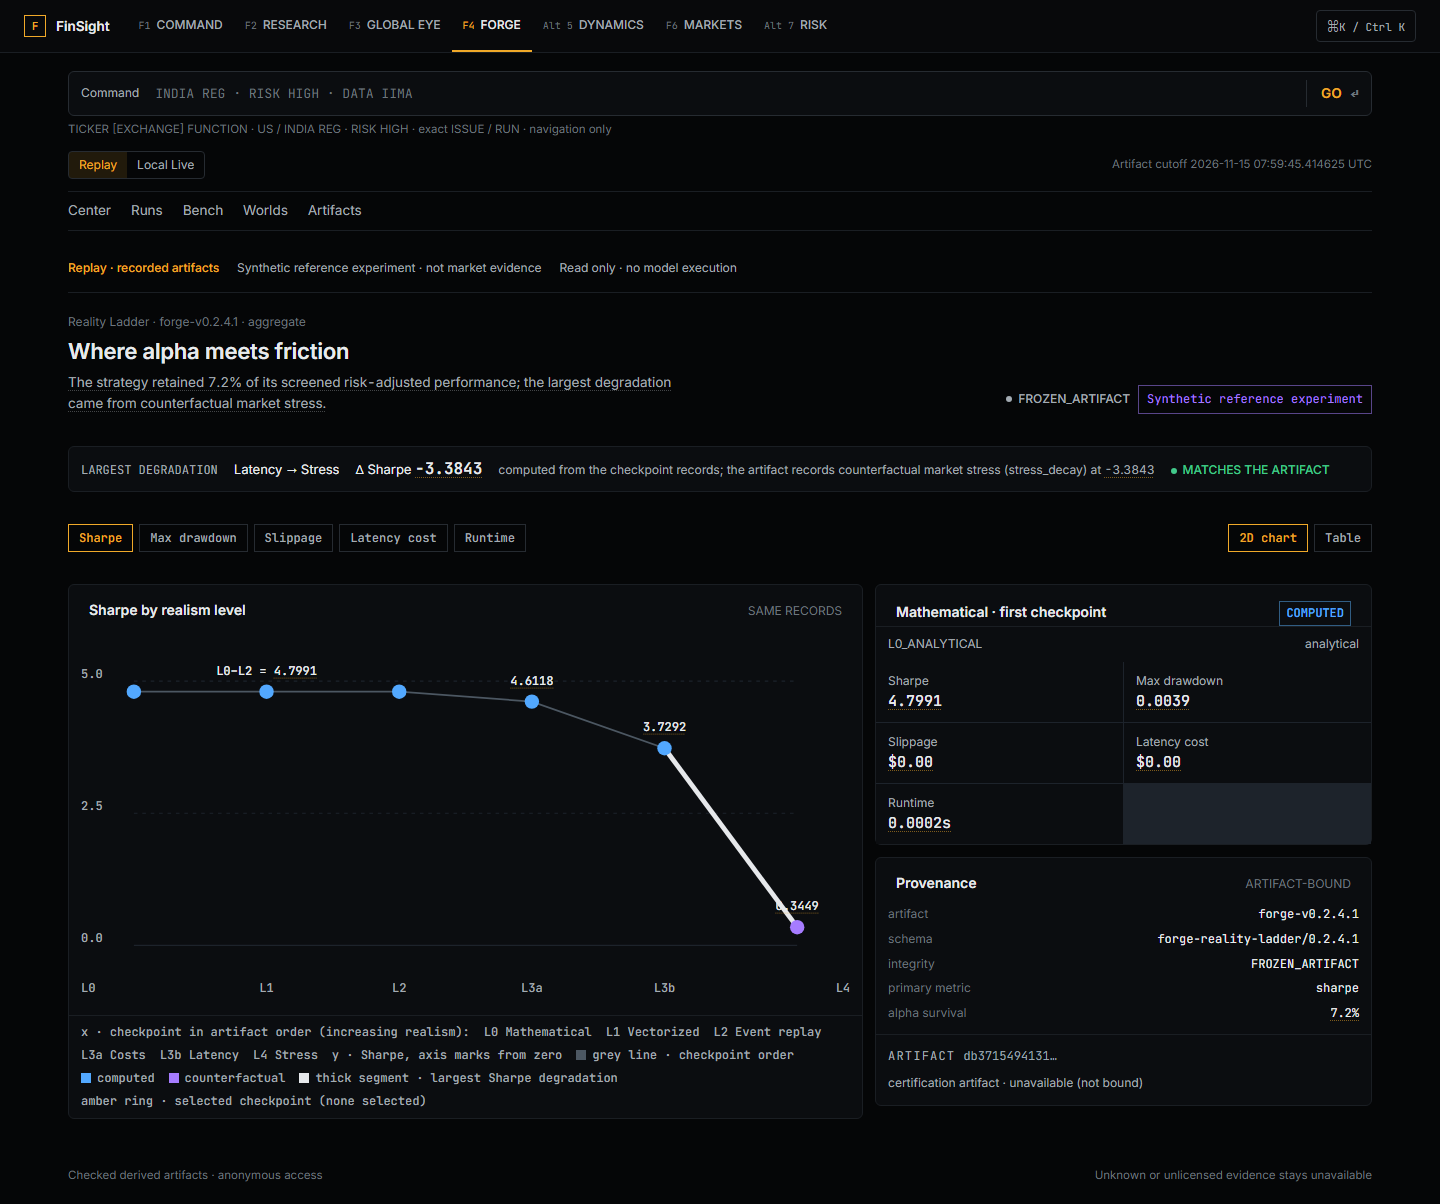 F FinSight F1 COMMAND F2 RESEARCH F3 GLOBAL EYE F4 FORGE Alt 5 DYNAMICS F6 MARKETS Alt 7 RISK ⌘K / Ctrl K
Command INDIA REG · RISK HIGH · DATA IIMA GO ↵
TICKER [EXCHANGE] FUNCTION · US / INDIA REG · RISK HIGH · exact ISSUE / RUN · navigation only
Replay Local Live Artifact cutoff 2026-11-15 07:59:45.414625 UTC
Center Runs Bench Worlds Artifacts
Replay · recorded artifacts Synthetic reference experiment · not market evidence Read only · no model execution
Reality Ladder · forge-v0.2.4.1 · aggregate
Where alpha meets friction
The strategy retained 7.2% of its screened risk-adjusted performance; the largest degradation
came from counterfactual market stress.
FROZEN_ARTIFACT Synthetic reference experiment
LARGEST DEGRADATION Latency → Stress Δ Sharpe -3.3843 computed from the checkpoint records; the artifact records counterfactual market stress (stress_decay) at -3.3843 MATCHES THE ARTIFACT
Sharpe Max drawdown Slippage Latency cost Runtime 2D chart Table
Sharpe by realism level SAME RECORDS
5.0
L0–L2 = 4.7991
4.6118
3.7292
2.5
0.3449
0.0
L0 L1 L2 L3a L3b L4
x · checkpoint in artifact order (increasing realism): L0 Mathematical L1 Vectorized L2 Event replay
L3a Costs L3b Latency L4 Stress y · Sharpe, axis marks from zero grey line · checkpoint order
computed counterfactual thick segment · largest Sharpe degradation
amber ring · selected checkpoint (none selected)
Mathematical · first checkpoint COMPUTED
L0_ANALYTICAL analytical
Sharpe Max drawdown
4.7991 0.0039
Slippage Latency cost
$0.00 $0.00
Runtime
0.0002s
Provenance ARTIFACT-BOUND
artifact forge-v0.2.4.1
schema forge-reality-ladder/0.2.4.1
integrity FROZEN_ARTIFACT
primary metric sharpe
alpha survival 7.2%
ARTIFACT db3715494131…
certification artifact · unavailable (not bound)
Checked derived artifacts · anonymous access Unknown or unlicensed evidence stays unavailable